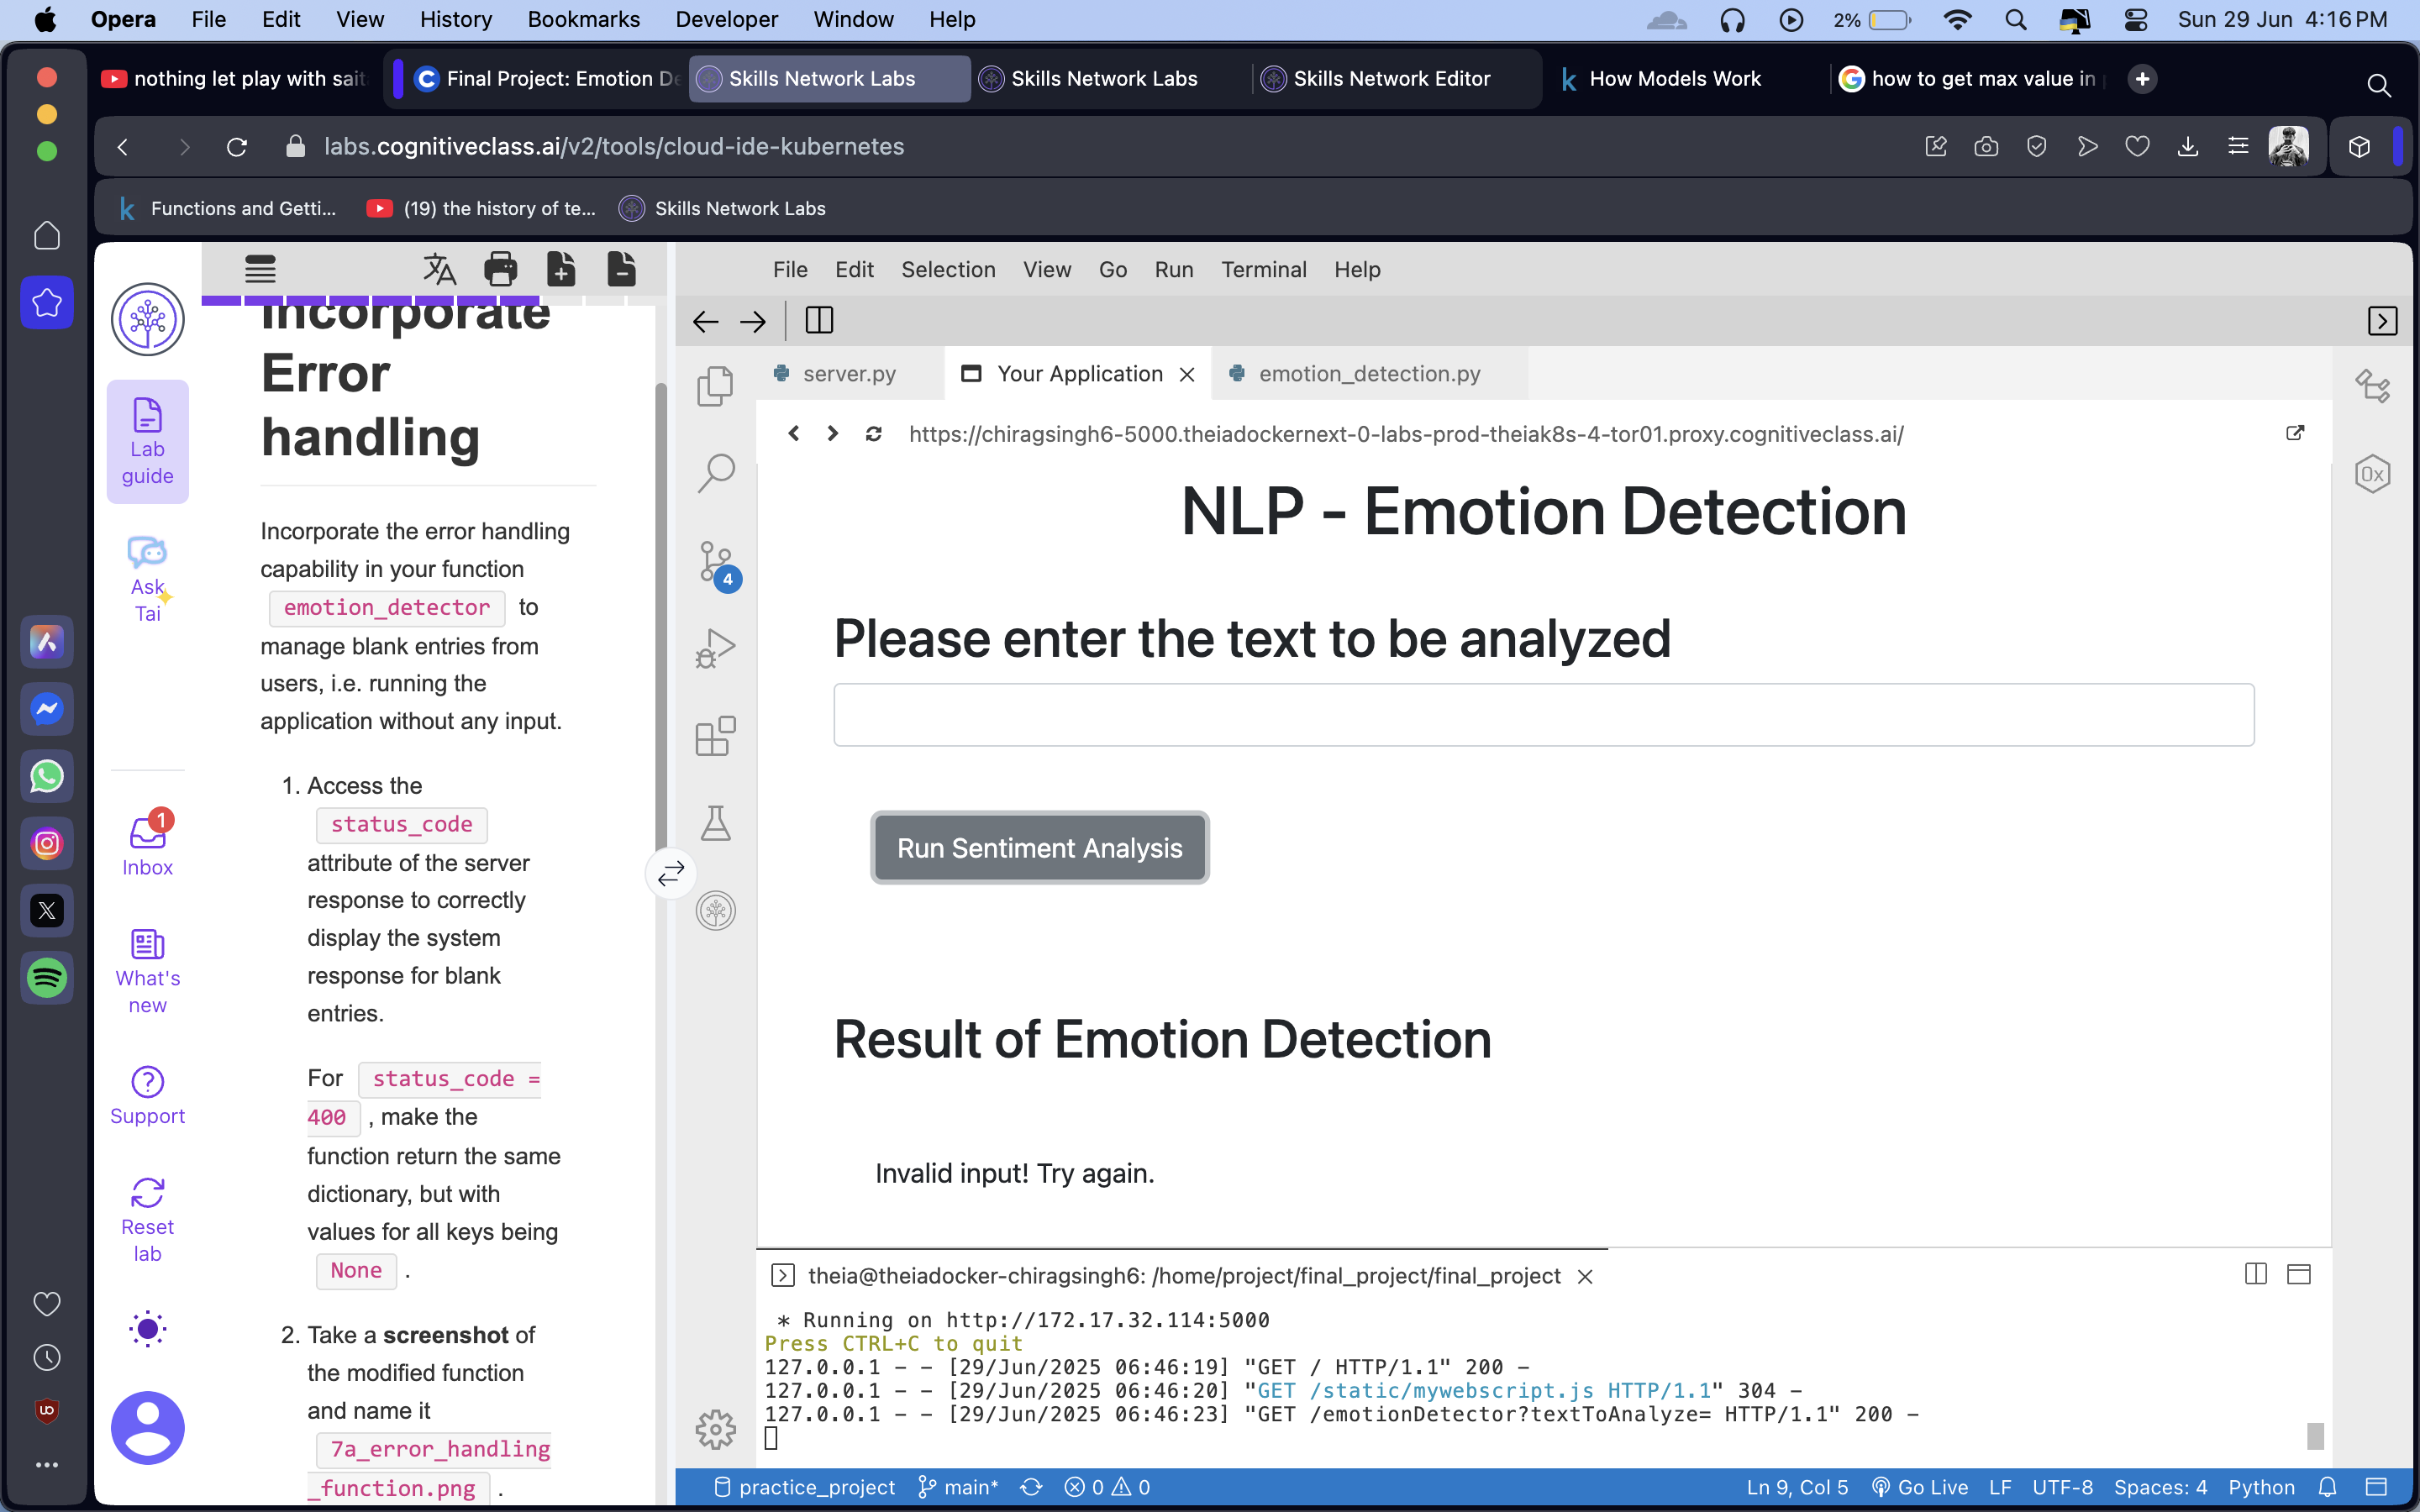 Opera File Edit View History Bookmarks Developer Window Help 2% Sun 29 Jun 4:16 PM
nothing let play with sait
Final Project: Emotion De
Skills Network Labs
Skills Network Labs
Skills Network Editor
How Models Work
how to get max value in
labs.cognitiveclass.ai/v2/tools/cloud-ide-kubernetes
Functions and Getti...
(19) the history of te...
Skills Network Labs
Lab guide
Ask Tai
1
Inbox
What's new
Support
Reset lab
Incorporate
Error
handling
Incorporate the error handling
capability in your function
emotion_detector to
manage blank entries from
users, i.e. running the
application without any input.
1. Access the
status_code
attribute of the server
response to correctly
display the system
response for blank
entries.
For status_code =
400 , make the
function return the same
dictionary, but with
values for all keys being
None .
2. Take a screenshot of
the modified function
and name it
7a_error_handling
_function.png .
File Edit Selection View Go Run Terminal Help
server.py
Your Application
emotion_detection.py
https://chiragsingh6-5000.theiadockernext-0-labs-prod-theiak8s-4-tor01.proxy.cognitiveclass.ai/
4
0x
NLP - Emotion Detection
Please enter the text to be analyzed
Run Sentiment Analysis
Result of Emotion Detection
Invalid input! Try again.
theia@theiadocker-chiragsingh6: /home/project/final_project/final_project
* Running on http://172.17.32.114:5000
Press CTRL+C to quit
127.0.0.1 - - [29/Jun/2025 06:46:19] "GET / HTTP/1.1" 200 -
127.0.0.1 - - [29/Jun/2025 06:46:20] "GET /static/mywebscript.js HTTP/1.1" 304 -
127.0.0.1 - - [29/Jun/2025 06:46:23] "GET /emotionDetector?textToAnalyze= HTTP/1.1" 200 -
practice_project main* 0 0 Ln 9, Col 5 Go Live LF UTF-8 Spaces: 4 Python